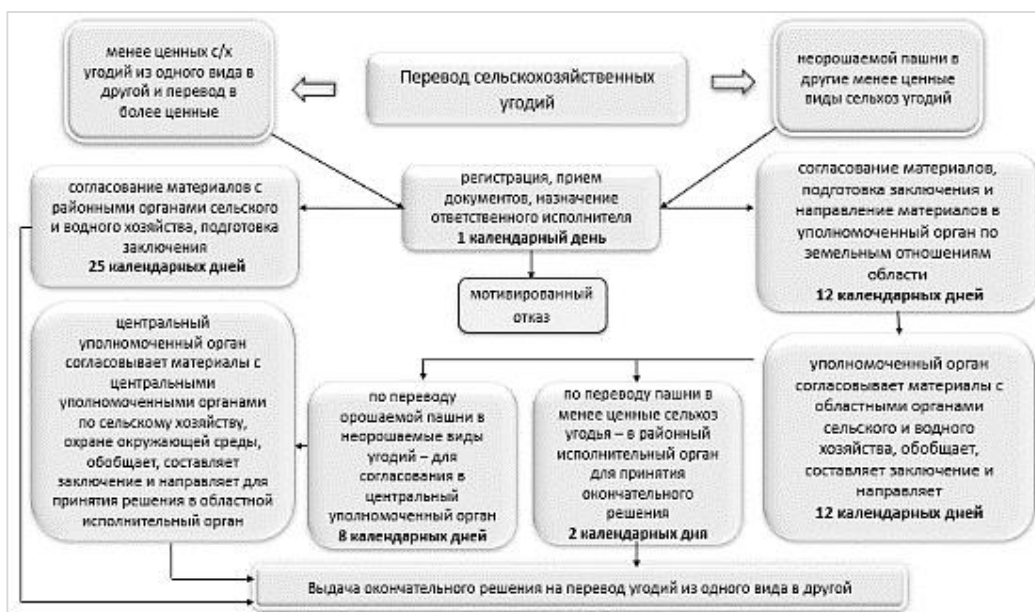 менее ценных с/х
угодий из одного вида в
другой и перевод в
более ценные
Перевод сельскохозяйственных
угодий
неорошаемой пашни в
другие менее ценные
виды сельхоз угодий
согласование материалов с
районными органами сельского
и водного хозяйства, подготовка
заключения
25 календарных дней
регистрация, прием
документов, назначение
ответственного исполнителя
1 календарный день
согласование материалов,
подготовка заключения и
направление материалов в
уполномоченный орган по
земельным отношениям
области
12 календарных дней
мотивированный
отказ
центральный
уполномоченный орган
согласовывает материалы с
центральными
уполномоченными органами
по сельскому хозяйству,
охране окружающей среды,
обобщает, составляет
заключение и направляет для
принятия решения в областной
исполнительный орган
по переводу
орошаемой пашни в
неорошаемые виды
угодий – для
согласования в
центральный
уполномоченный орган
8 календарных дней
по переводу пашни в
менее ценные сельхоз
угодья – в районный
исполнительный орган
для принятия
окончательного
решения
2 календарных дня
уполномоченный орган
согласовывает материалы с
областными органами
сельского и водного
хозяйства, обобщает,
составляет заключение и
направляет
12 календарных дней
Выдача окончательного решения на перевод угодий из одного вида в другой